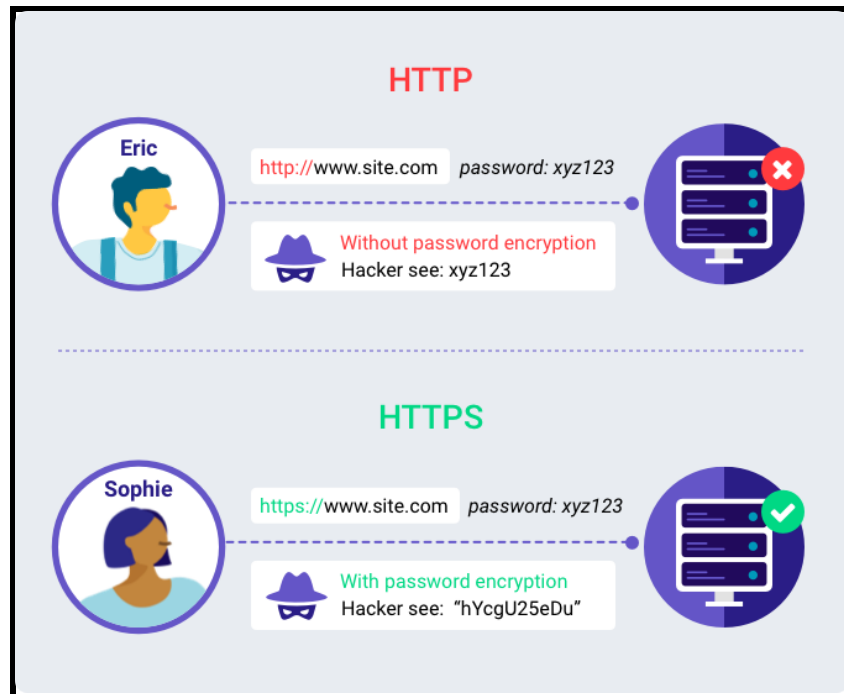 HTTP
Eric
http://www.site.com password: xyz123
Without password encryption
Hacker see: xyz123
HTTPS
Sophie
https://www.site.com password: xyz123
With password encryption
Hacker see: “hYcgU25eDu”